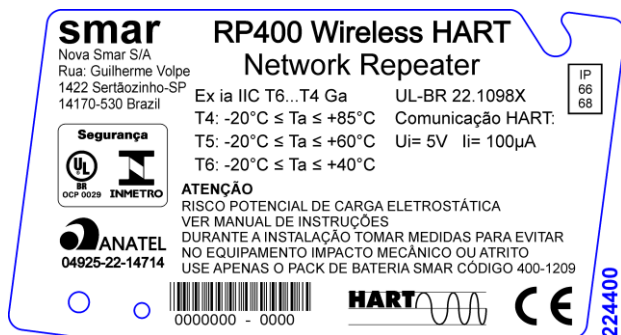 smar
Nova Smar S/A
Rua: Guilherme Volpe
1422 Sertãozinho-SP
14170-530 Brazil
RP400 Wireless HART
Network Repeater
IP
66
68
Ex ia IIC T6...T4 Ga
T4: -20°C ≤ Ta ≤ +85°C
T5: -20°C ≤ Ta ≤ +60°C
T6: -20°C ≤ Ta ≤ +40°C
UL-BR 22.1098X
Comunicação HART:
Ui= 5V Ii= 100µA
Segurança
UL
BR
OCP 0029
INMETRO
ANATEL
04925-22-14714
ATENÇÃO
RISCO POTENCIAL DE CARGA ELETROSTÁTICA
VER MANUAL DE INSTRUÇÕES
DURANTE A INSTALAÇÃO TOMAR MEDIDAS PARA EVITAR
NO EQUIPAMENTO IMPACTO MECÂNICO OU ATRITO
USE APENAS O PACK DE BATERIA SMAR CÓDIGO 400-1209
0000000 - 0000
HART
CE
224400